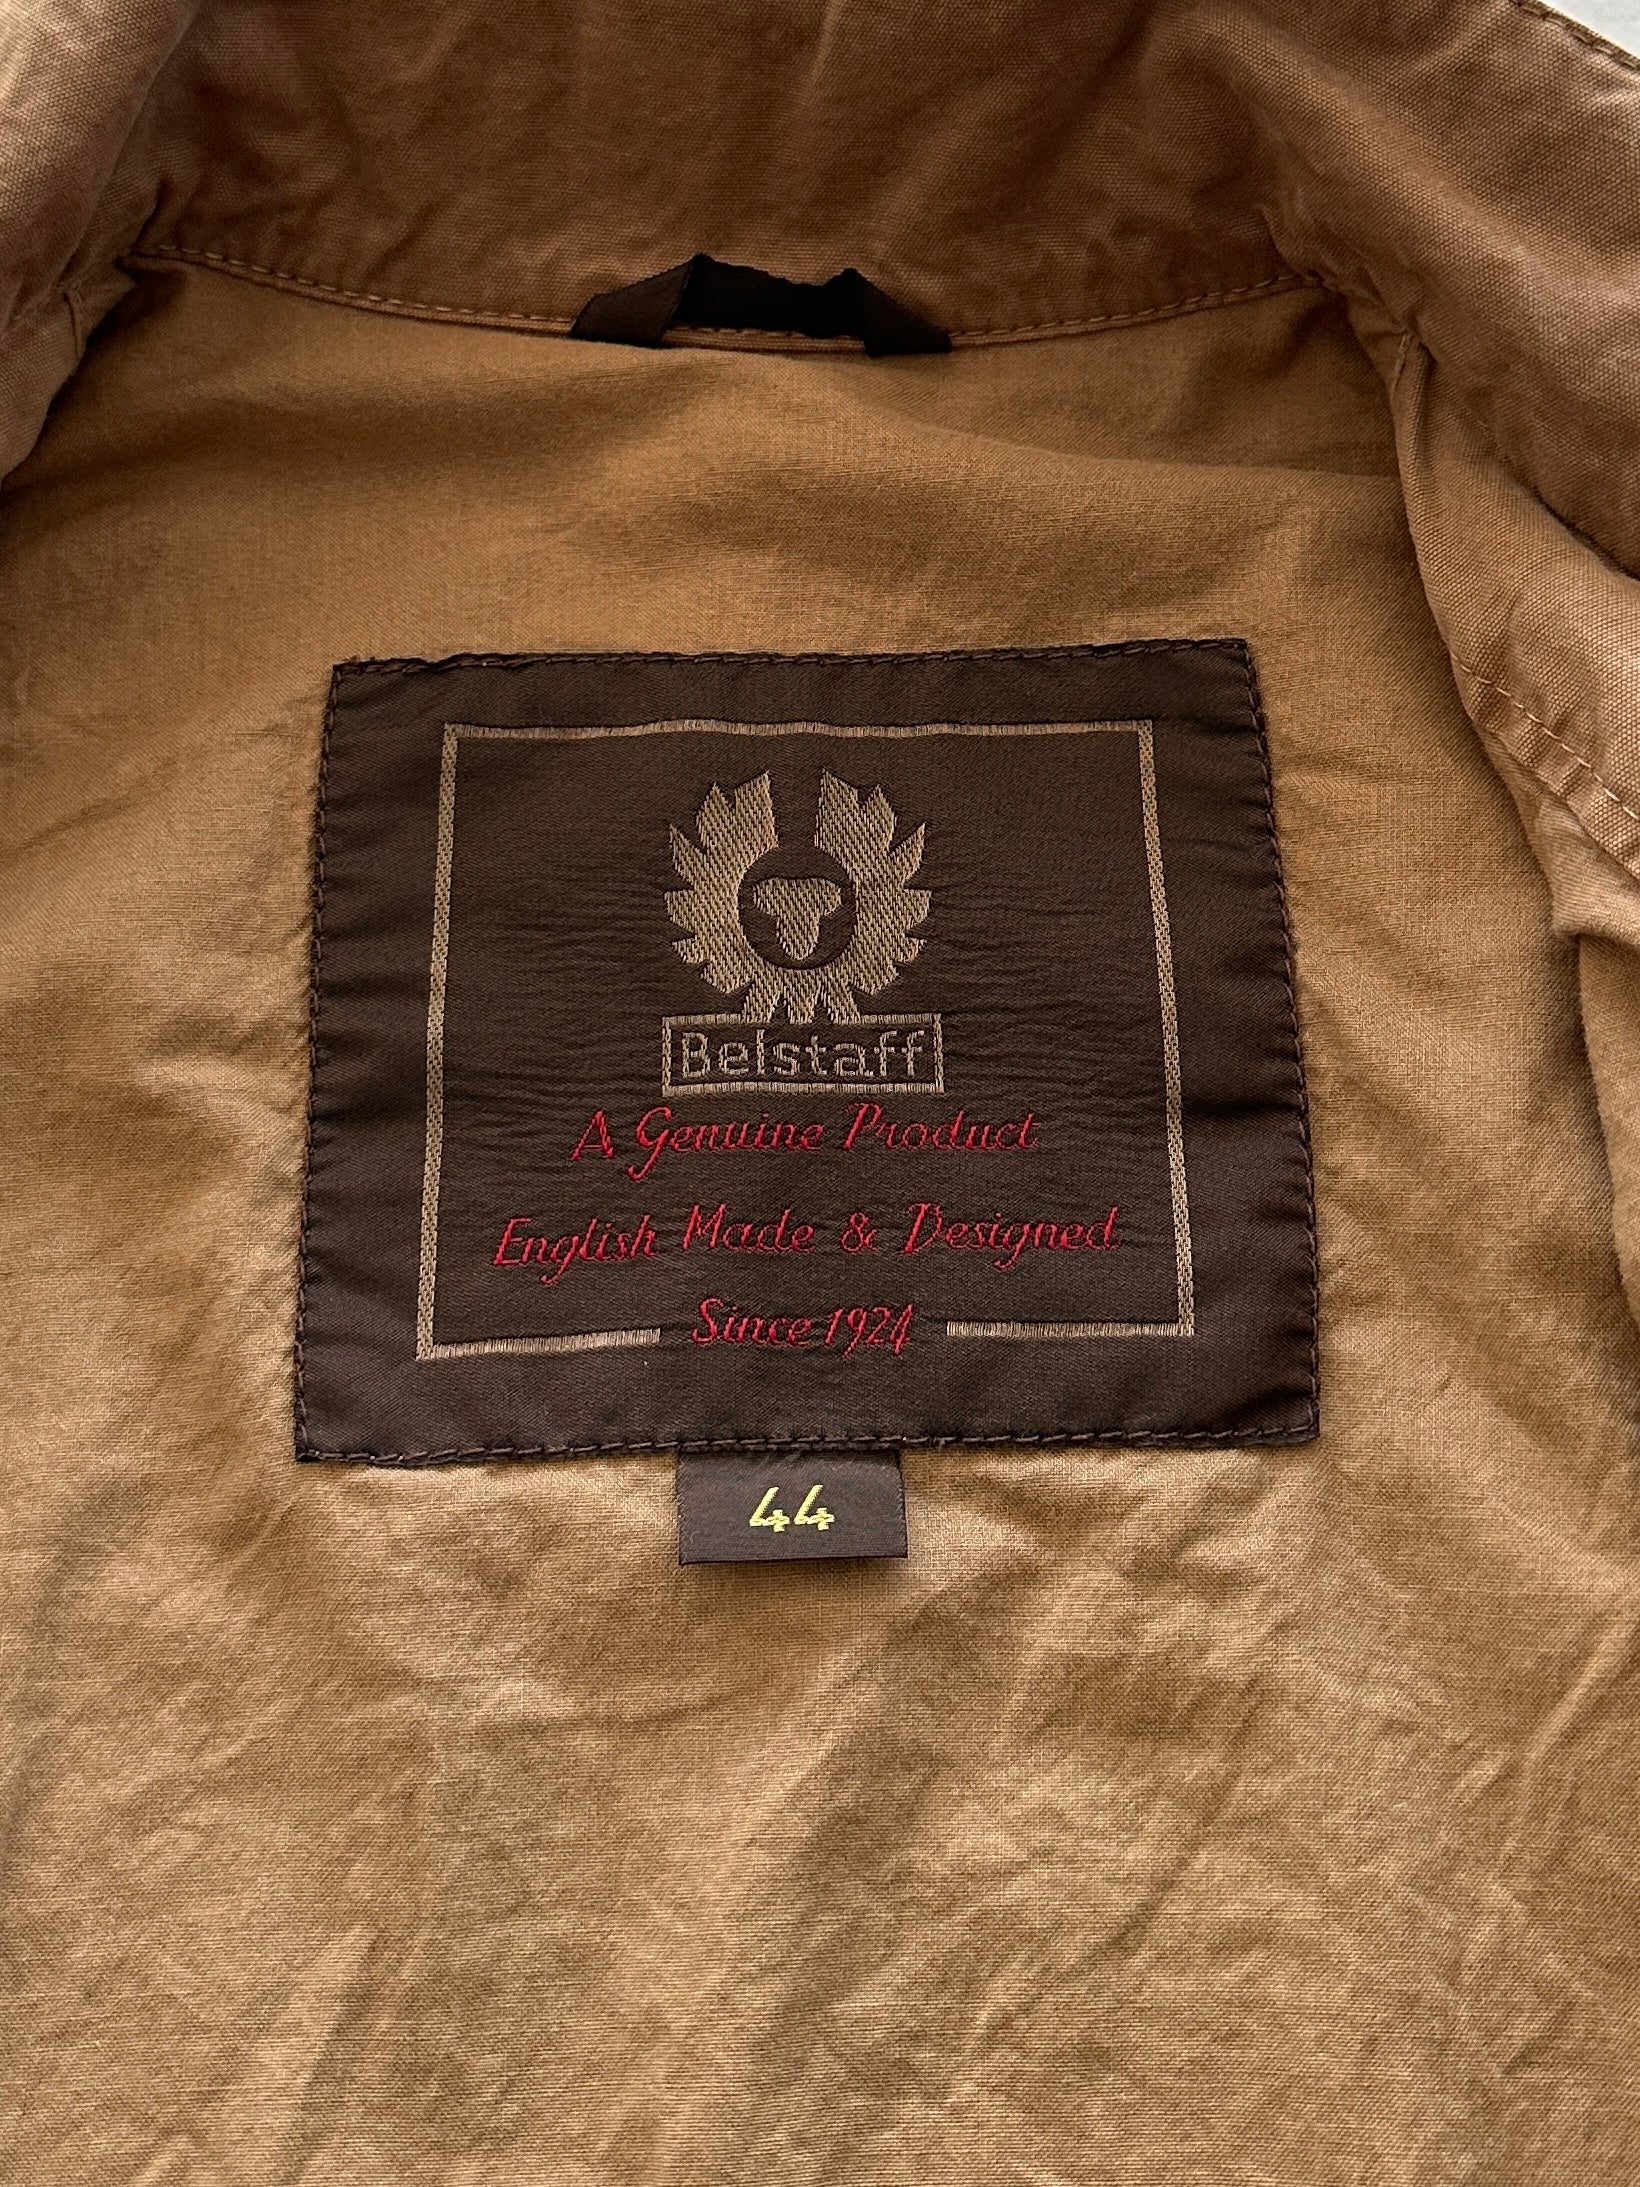 Belstaff
A Genuine Product
English Made & Designed
Since 1924
44